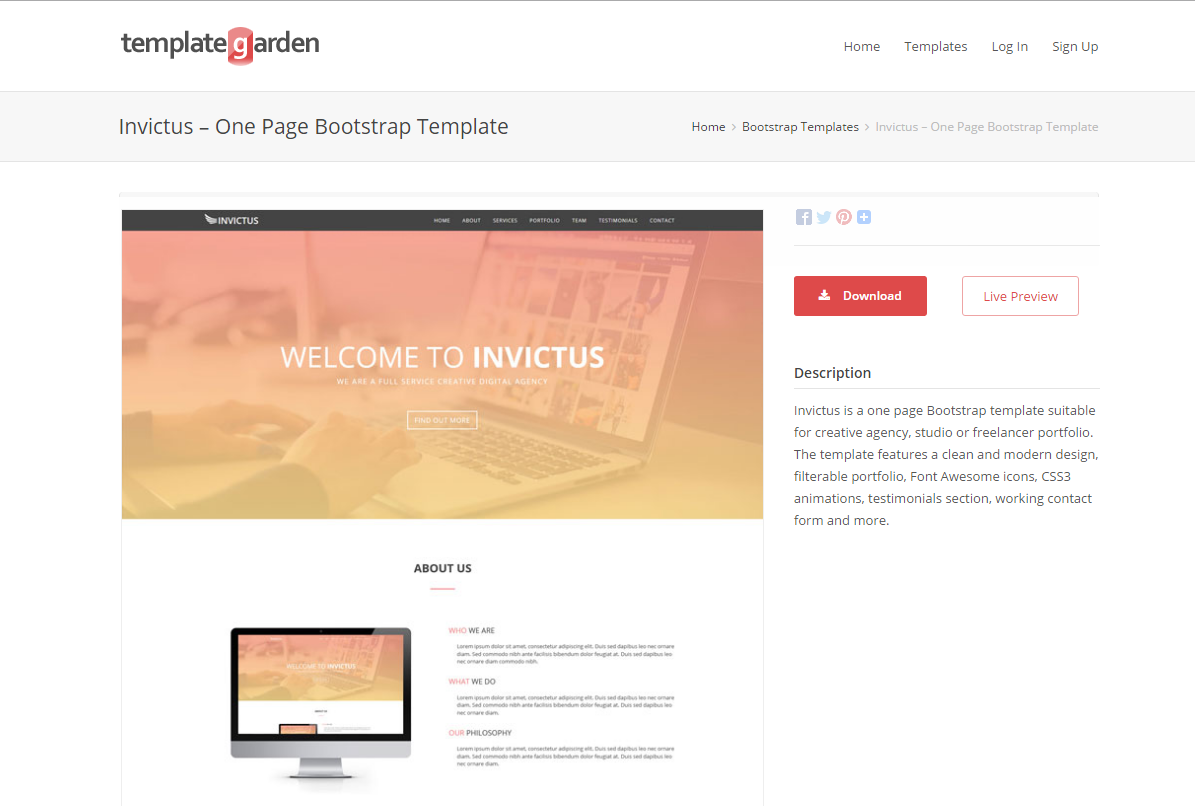 templategarden
Home Templates Log In Sign Up
Invictus – One Page Bootstrap Template
Home > Bootstrap Templates > Invictus – One Page Bootstrap Template
INVICTUS
HOME ABOUT SERVICES PORTFOLIO TEAM TESTIMONIALS CONTACT
WELCOME TO INVICTUS
WE ARE A FULL SERVICE CREATIVE DIGITAL AGENCY
FIND OUT MORE
ABOUT US
WELCOME TO INVICTUS
WHO WE ARE
Lorem ipsum dolor sit amet, consectetur adipiscing elit. Duis sed dapibus leo nec ornare
diam. Sed commodo nibh ante facilisis bibendum dolor feugiat at. Duis sed dapibus leo
nec ornare diam commodo nibh.
WHAT WE DO
Lorem ipsum dolor sit amet, consectetur adipiscing elit. Duis sed dapibus leo nec ornare
diam. Sed commodo nibh ante facilisis bibendum dolor feugiat at. Duis sed dapibus leo
nec ornare diam.
OUR PHILOSOPHY
Lorem ipsum dolor sit amet, consectetur adipiscing elit. Duis sed dapibus leo nec ornare
diam. Sed commodo nibh ante facilisis bibendum dolor feugiat at. Duis sed dapibus leo
nec ornare diam.
Download
Live Preview
Description
Invictus is a one page Bootstrap template suitable
for creative agency, studio or freelancer portfolio.
The template features a clean and modern design,
filterable portfolio, Font Awesome icons, CSS3
animations, testimonials section, working contact
form and more.